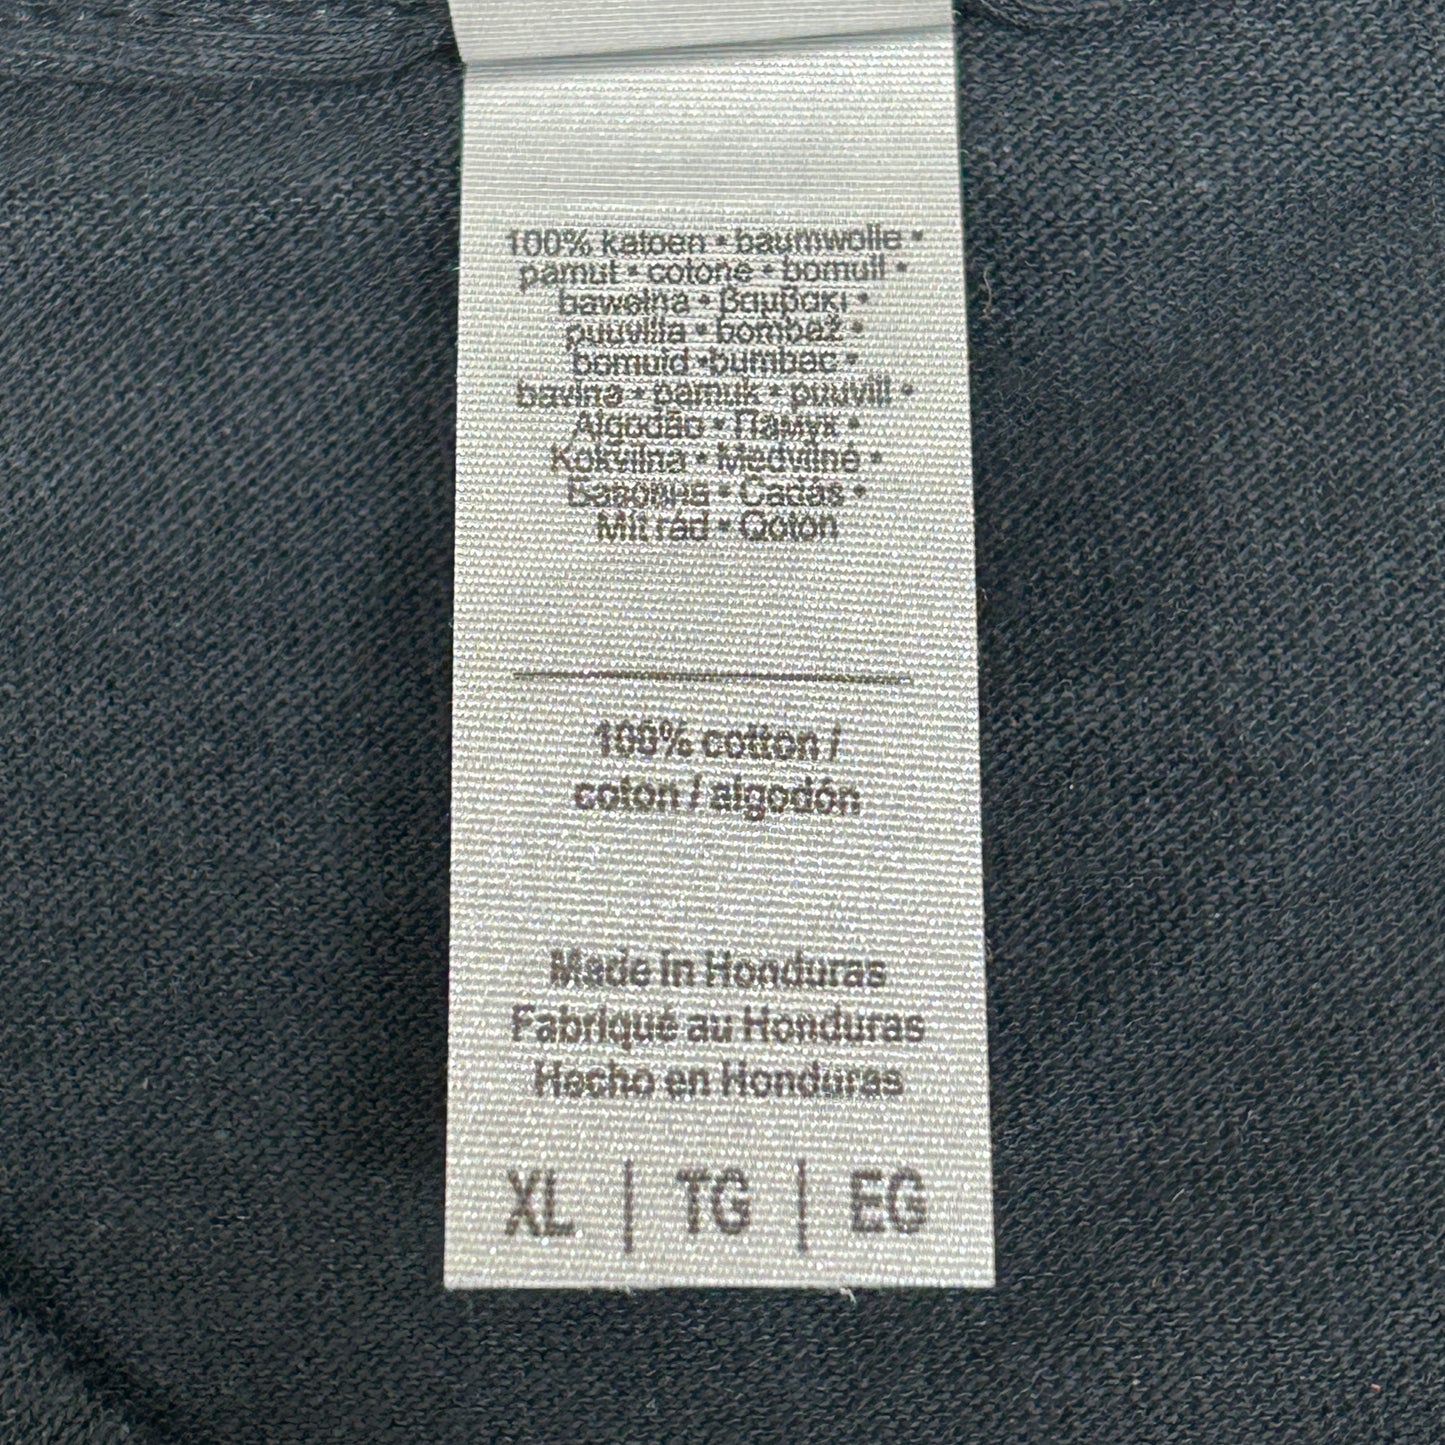 100% katoen • baumwolle •
pamut • cotone • bomull •
bawełna • βαμβακι •
puuvilla • bombaž •
bomuld •bumbac •
bavlna • pamuk • puuvill •
Algodão • Памук •
Kokvilna • Medvilnė •
Бавовна • Cadás •
Mit rád • Qoton
100% cotton /
coton / algodón
Made in Honduras
Fabriqué au Honduras
Hecho en Honduras
XL | TG | EG